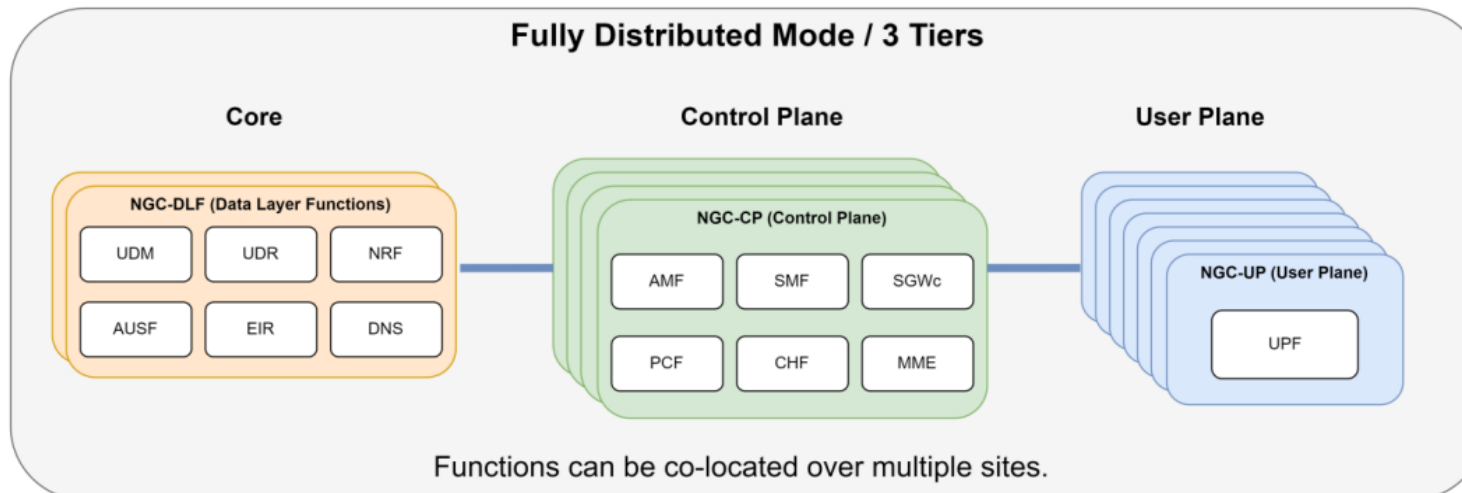 Fully Distributed Mode / 3 Tiers
Core
Control Plane
User Plane
NGC-DLF (Data Layer Functions)
UDM
UDR
NRF
AUSF
EIR
DNS
NGC-CP (Control Plane)
AMF
SMF
SGWc
PCF
CHF
MME
NGC-UP (User Plane)
UPF
Functions can be co-located over multiple sites.